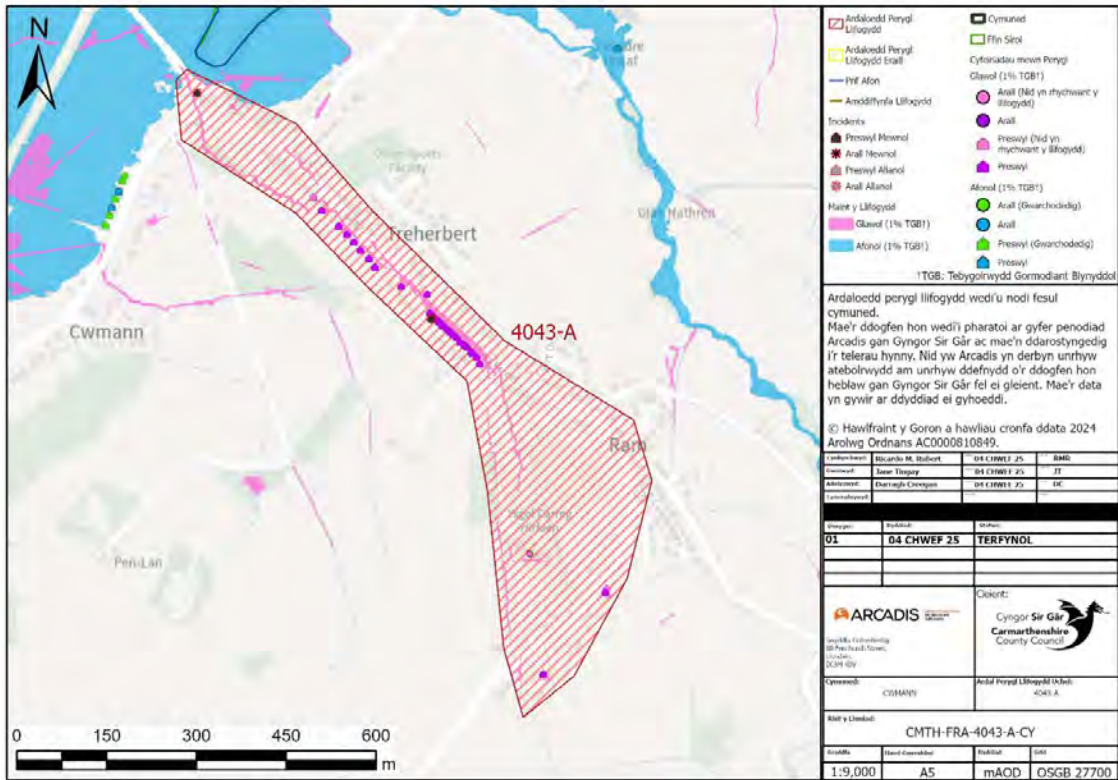 N
Treherbert
Cwmann
4043-A
Glan Nathren
Ram
Pen-Lan
0 150 300 450 600
m
Ardaloedd Perygl
Llifogydd
Ardaloedd Perygl
Llifogydd Eraill
Prif Afon
Amddiffynfa Llifogydd
Incidents
Preswyl Mewnol
Arall Mewnol
Preswyl Allanol
Arall Allanol
Maint y Llifogydd
Glawol (1% TGB†)
Afonol (1% TGB†)
Cymuned
Ffin Sirol
Cyfeiriadau mewn Perygl
Glawol (1% TGB†)
Arall (Nid yn rhychwant y
llifogydd)
Arall
Preswyl (Nid yn
rhychwant y llifogydd)
Preswyl
Afonol (1% TGB†)
Arall (Gwarchodedig)
Arall
Preswyl (Gwarchodedig)
Preswyl
†TGB: Tebygolrwydd Gormodiant Blynyddol
Ardaloedd perygl llifogydd wedi'u nodi fesul
cymuned.
Mae'r ddogfen hon wedi'i pharatoi ar gyfer penodiad
Arcadis gan Gyngor Sir Gâr ac mae'n ddarostyngedig
i'r telerau hynny. Nid yw Arcadis yn derbyn unrhyw
atebolrwydd am unrhyw ddefnydd o'r ddogfen hon
heblaw gan Gyngor Sir Gâr fel ei gleient. Mae'r data
yn gywir ar ddyddiad ei gyhoeddi.
© Hawlfraint y Goron a hawliau cronfa ddata 2024
Arolwg Ordnans AC0000810849.
Ricardo M. Rubert 04 CHWEF 25 RMR
04 CHWEF 25 JT
Darragh Creegan 04 CHWEF 25 DC
01 04 CHWEF 25 TERFYNOL
ARCADIS
Cleient:
Cyngor Sir Gâr
Carmarthenshire
County Council
Cymuned:
CWMANN
Ardal Perygl Llifogydd Uchel:
4043-A
CMTH-FRA-4043-A-CY
1:9,000 A5 mAOD OSGB 27700